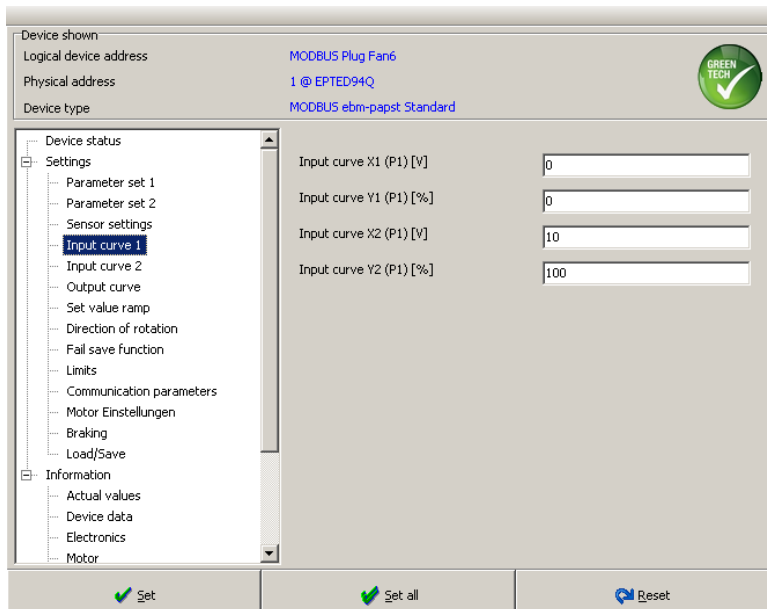 Device shown
Logical device address MODBUS Plug Fan6
Physical address 1 @ EPTED94Q
Device type MODBUS ebm-papst Standard
GREEN
TECH
Device status
Settings
Parameter set 1
Parameter set 2
Sensor settings
Input curve 1
Input curve 2
Output curve
Set value ramp
Direction of rotation
Fail save function
Limits
Communication parameters
Motor Einstellungen
Braking
Load/Save
Information
Actual values
Device data
Electronics
Motor
Input curve X1 (P1) [V] 0
Input curve Y1 (P1) [%] 0
Input curve X2 (P1) [V] 10
Input curve Y2 (P1) [%] 100
Set
Set all
Reset